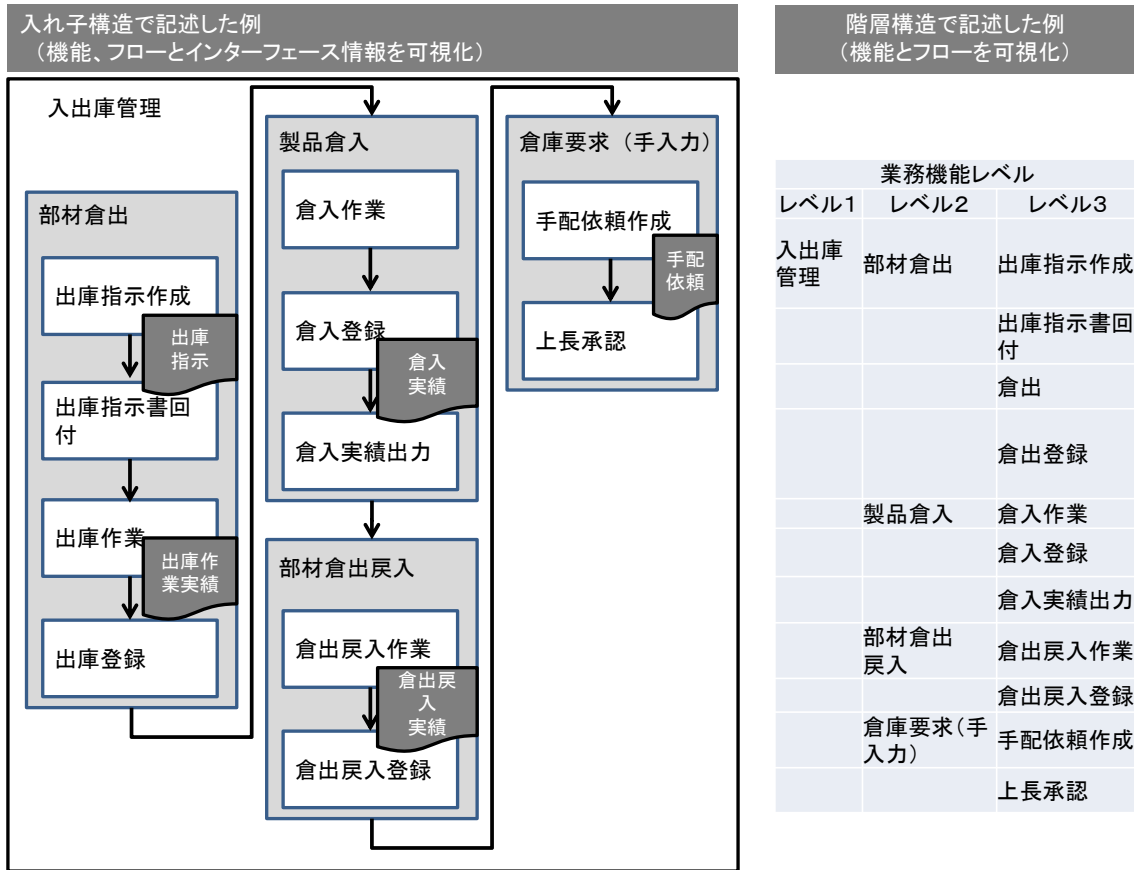 入れ子構造で記述した例
（機能、フローとインターフェース情報を可視化）
入出庫管理
部材倉出
出庫指示作成
出庫
指示
出庫指示書回
付
出庫作業
出庫作
業実績
出庫登録
製品倉入
倉入作業
倉入登録
倉入
実績
倉入実績出力
部材倉出戻入
倉出戻入作業
倉出戻
入
実績
倉出戻入登録
倉庫要求（手入力）
手配依頼作成
手配
依頼
上長承認
階層構造で記述した例
（機能とフローを可視化）
業務機能レベル
レベル1 レベル2 レベル3
入出庫
管理
部材倉出
出庫指示作成
出庫指示書回
付
倉出
倉出登録
製品倉入 倉入作業
倉入登録
倉入実績出力
部材倉出
戻入
倉出戻入作業
倉出戻入登録
倉庫要求（手
入力）
手配依頼作成
上長承認